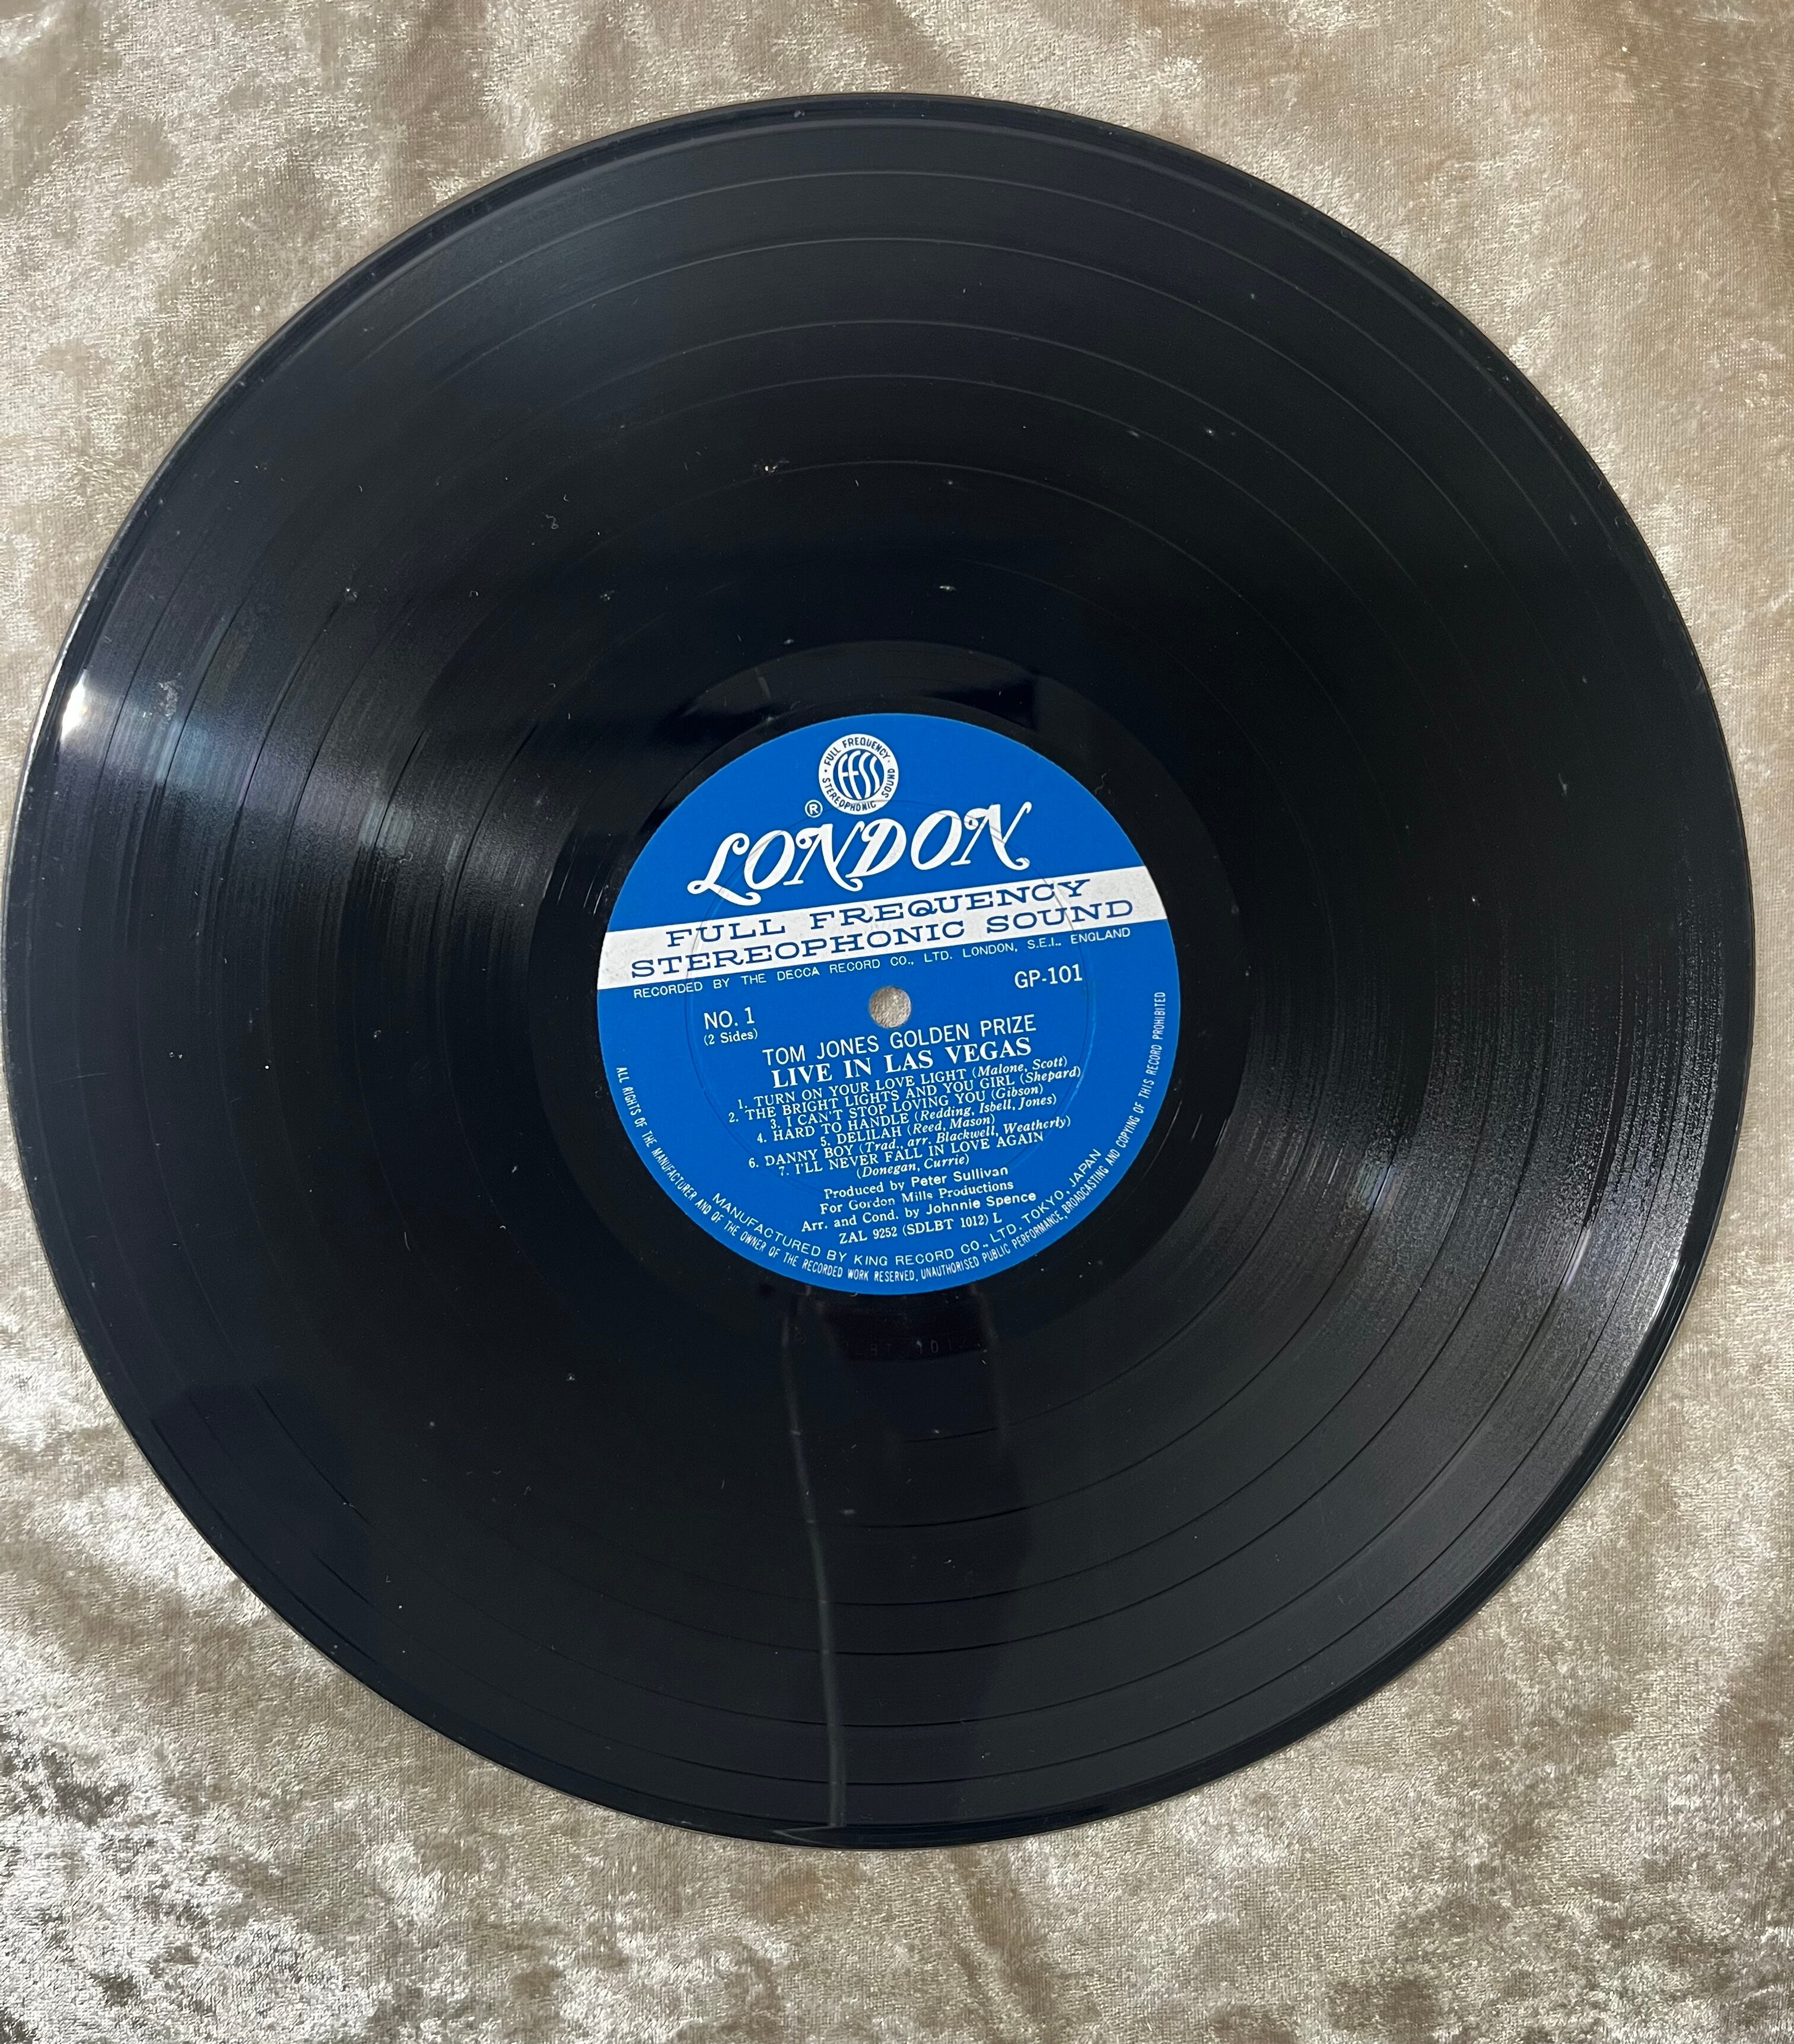 FULL FREQUENCY
ffss
STEREOPHONIC SOUND
®
LONDON
FULL FREQUENCY
STEREOPHONIC SOUND
RECORDED BY THE DECCA RECORD CO., LTD. LONDON, S.E.I., ENGLAND
GP-101
NO. 1
(2 Sides)
TOM JONES GOLDEN PRIZE
LIVE IN LAS VEGAS
1. TURN ON YOUR LOVE LIGHT (Malone, Scott)
2. THE BRIGHT LIGHTS AND YOU GIRL (Shepard)
3. I CAN'T STOP LOVING YOU (Gibson)
4. HARD TO HANDLE (Redding, Isbell, Jones)
5. DELILAH (Reed, Mason)
6. DANNY BOY (Trad., arr. Blackwell, Weatherly)
7. I'LL NEVER FALL IN LOVE AGAIN
(Donegan, Currie)
Produced by Peter Sullivan
For Gordon Mills Productions
Arr. and Cond. by Johnnie Spence
ZAL 9252 (SDLBT 1012) L
MANUFACTURED BY KING RECORD CO., LTD. TOKYO, JAPAN
ALL RIGHTS OF THE MANUFACTURER AND OF THE OWNER OF THE RECORDED WORK RESERVED, UNAUTHORISED PUBLIC PERFORMANCE, BROADCASTING AND COPYING OF THIS RECORD PROHIBITED